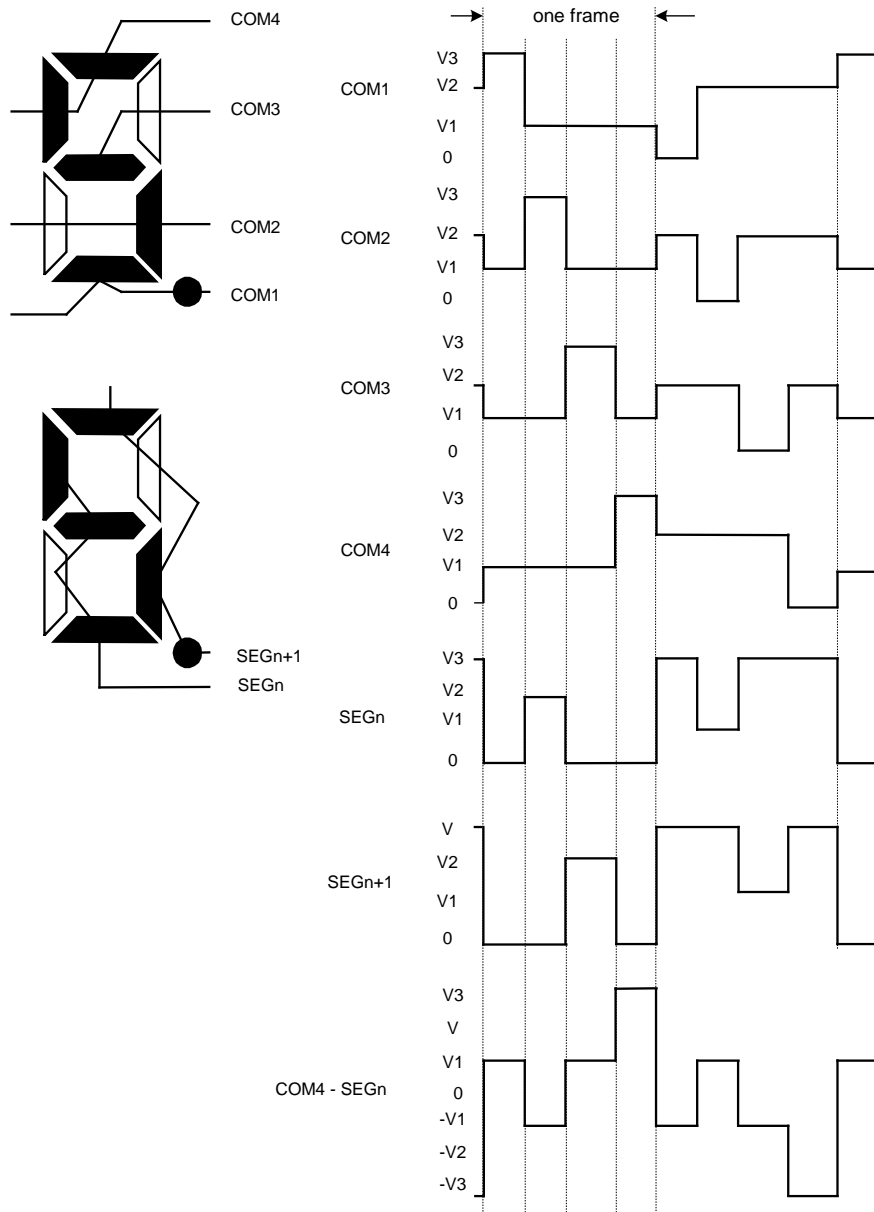 COM4
COM3
COM2
COM1
SEGn+1
SEGn
one frame
COM1
V3
V2
V1
0
COM2
V3
V2
V1
0
COM3
V3
V2
V1
0
COM4
V3
V2
V1
0
SEGn
V3
V2
V1
0
SEGn+1
V
V2
V1
0
COM4 - SEGn
V3
V
V1
0
-V1
-V2
-V3